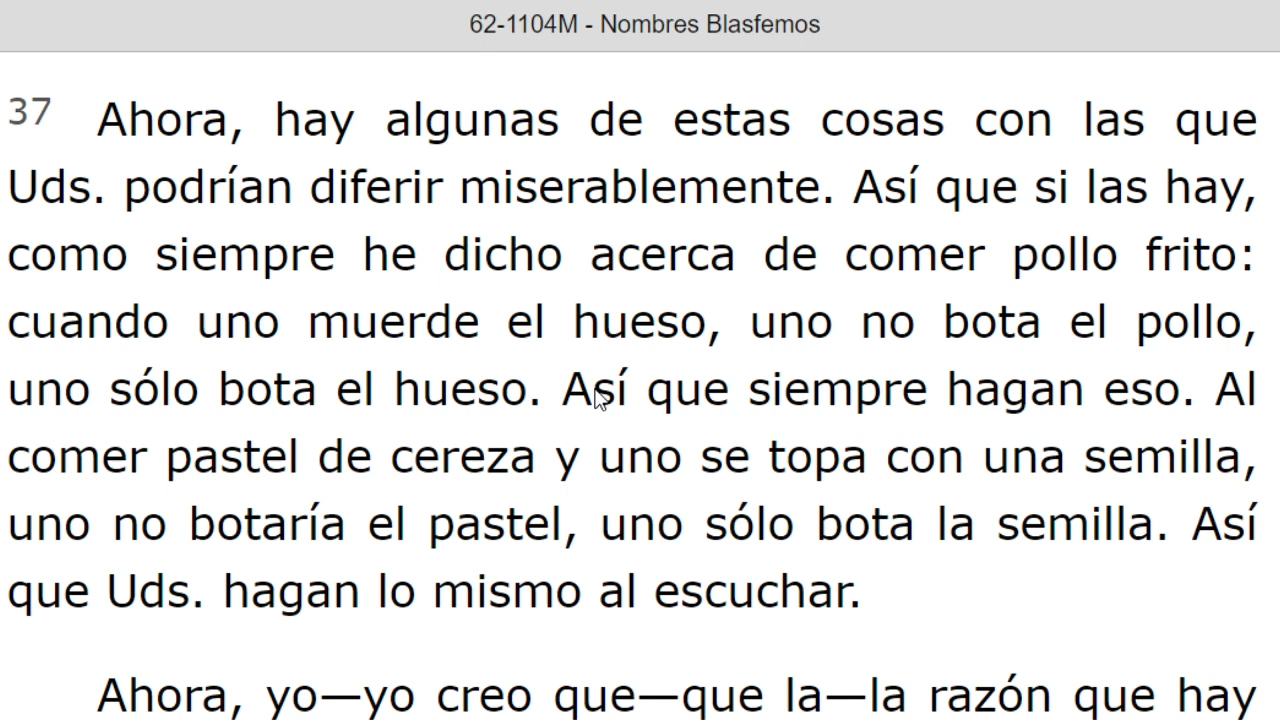 62-1104M - Nombres Blasfemos
37 Ahora, hay algunas de estas cosas con las que
Uds. podrían diferir miserablemente. Así que si las hay,
como siempre he dicho acerca de comer pollo frito:
cuando uno muerde el hueso, uno no bota el pollo,
uno sólo bota el hueso. Así que siempre hagan eso. Al
comer pastel de cereza y uno se topa con una semilla,
uno no botaría el pastel, uno sólo bota la semilla. Así
que Uds. hagan lo mismo al escuchar.
Ahora, yo—yo creo que—que la—la razón que hay